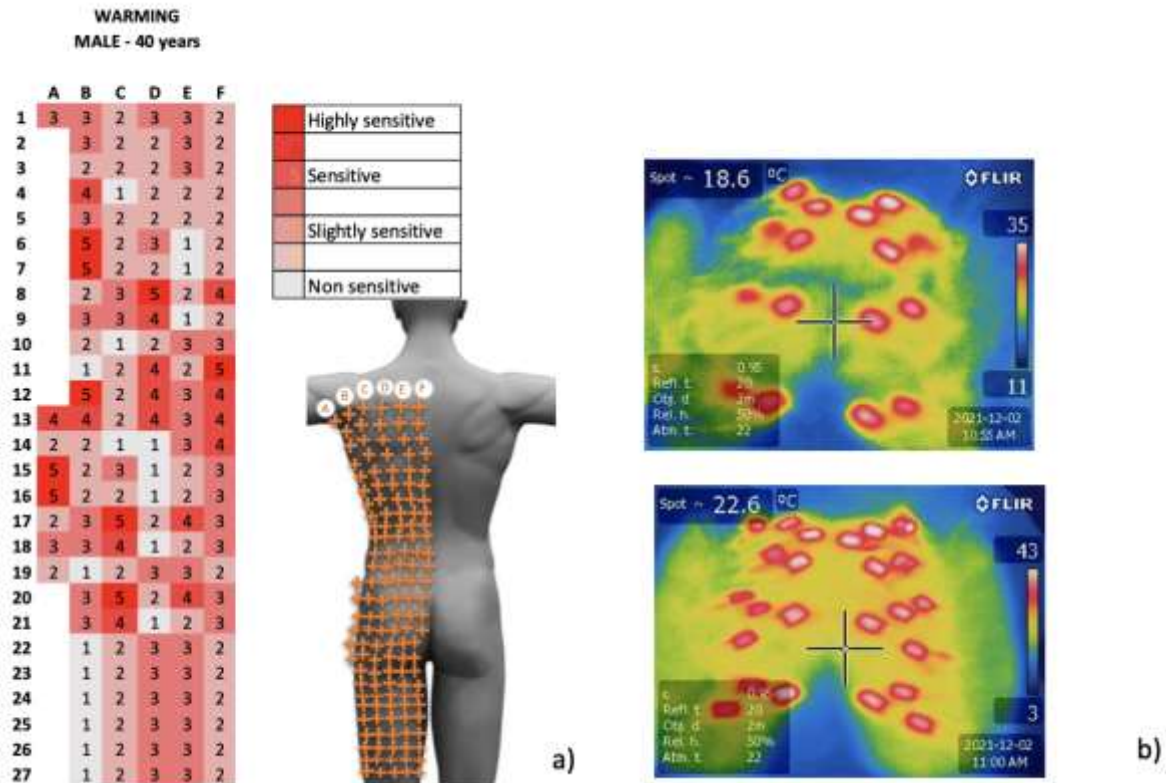 WARMING
MALE - 40 years
A B C D E F
1 3 3 2 3 3 2
2 3 2 2 3 2
3 2 2 2 3 2
4 4 1 2 2 2
5 3 2 2 2 2
6 5 2 3 1 2
7 5 2 2 1 2
8 2 3 5 2 4
9 3 3 4 1 2
10 2 1 2 3 3
11 1 2 4 2 5
12 5 2 4 3 4
13 4 4 2 4 3 4
14 2 2 1 1 3 4
15 5 2 3 1 2 3
16 5 2 2 1 2 3
17 2 3 5 2 4 3
18 3 3 4 1 2 3
19 2 1 2 3 3 2
20 3 5 2 4 3
21 3 4 1 2 3
22 1 2 3 3 2
23 1 2 3 3 2
24 1 2 3 3 2
25 1 2 3 3 2
26 1 2 3 3 2
27 1 2 3 3 2
Highly sensitive
Sensitive
Slightly sensitive
Non sensitive
A B C D E F
a)
Spot ~ 18.6 °C
FLIR
35
ε 0.95
Refl. t. 20
Obj. d 2m
Rel. h. 50%
Atm. t. 22
11
2021-12-02
10:55 AM
Spot ~ 22.6 °C
FLIR
43
Refl. t. 20
Obj. d 2m
Rel. h. 50%
Atm. t. 22
3
2021-12-02
11:00 AM
b)